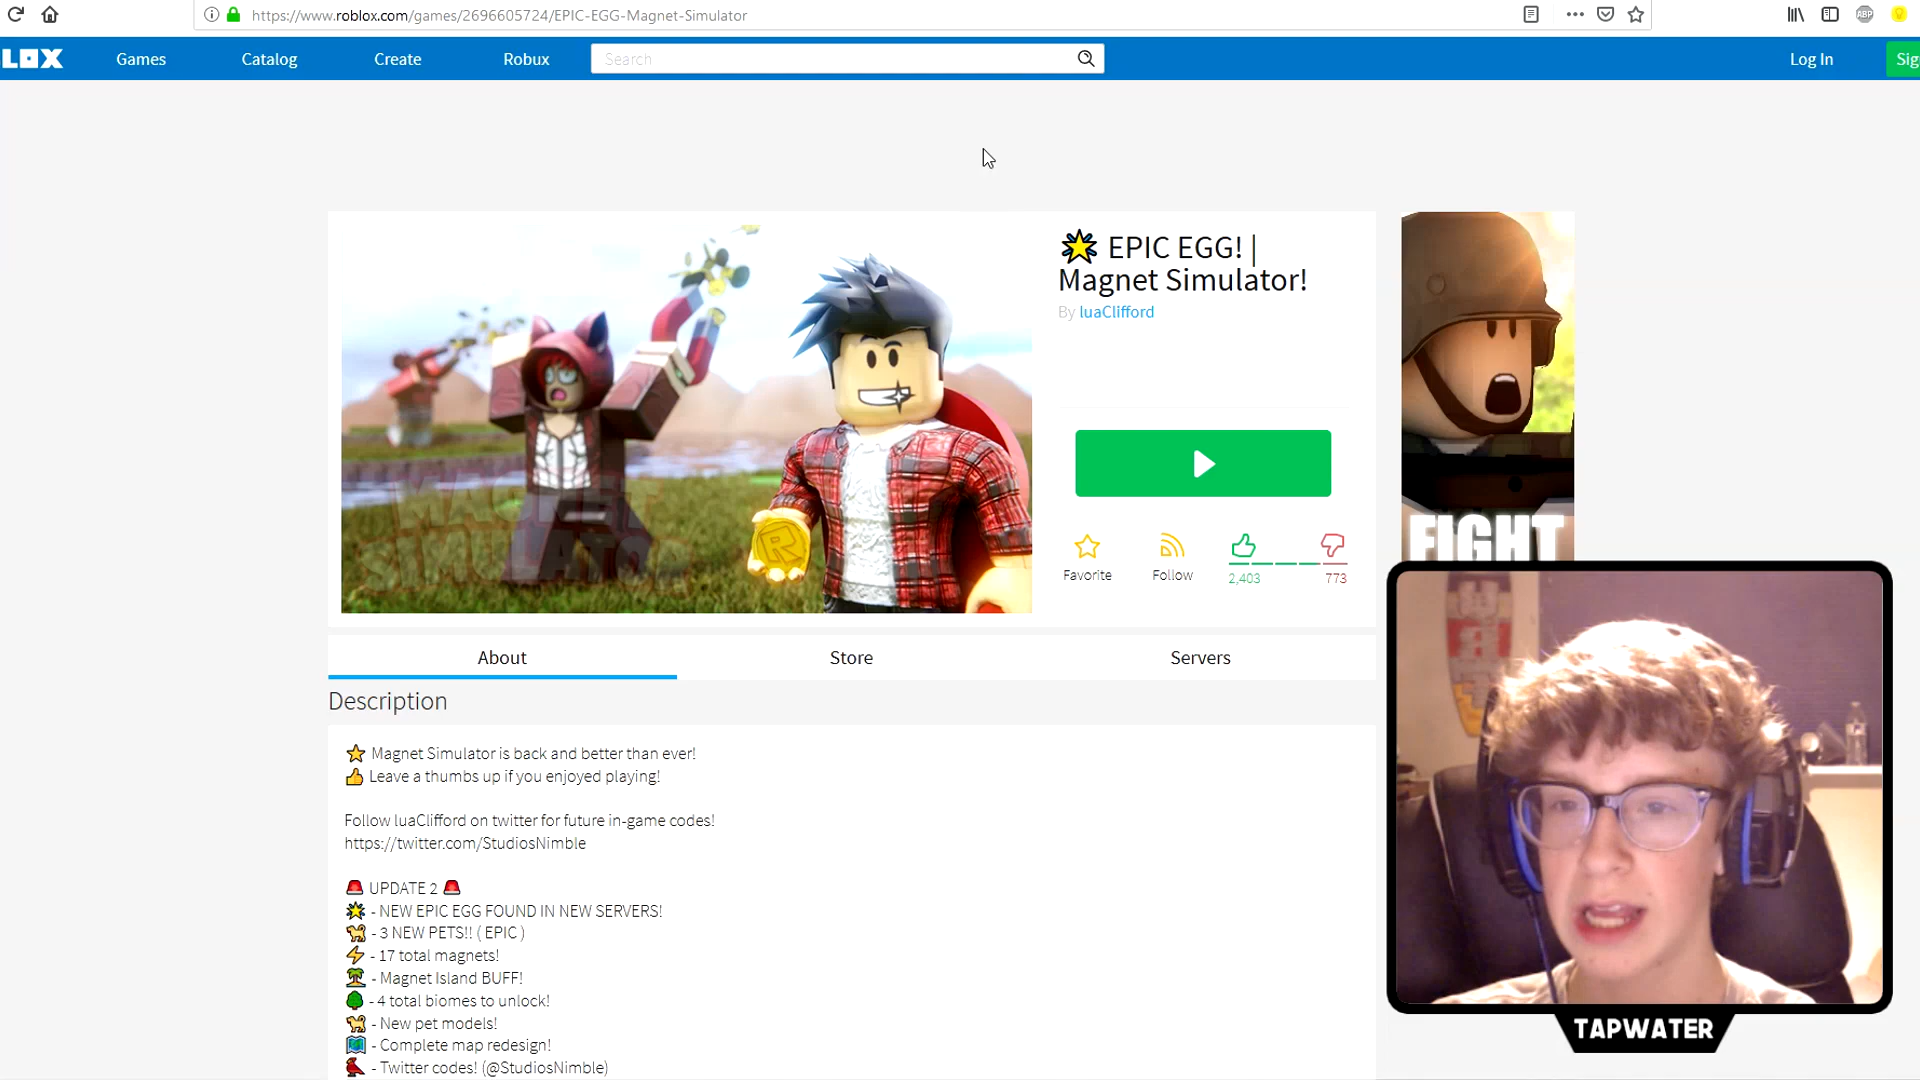 https://www.roblox.com/games/2696605724/EPIC-EGG-Magnet-Simulator
ABP
LOX
Games
Catalog
Create
Robux
Search
Log In
Sig
EPIC EGG! |
Magnet Simulator!
By luaClifford
MAGNET
SIMULATOR
R
FIGHT
Favorite
Follow
2,403
773
About
Store
Servers
Description
Magnet Simulator is back and better than ever!
Leave a thumbs up if you enjoyed playing!
Follow luaClifford on twitter for future in-game codes!
https://twitter.com/StudiosNimble
UPDATE 2
- NEW EPIC EGG FOUND IN NEW SERVERS!
- 3 NEW PETS!! ( EPIC )
- 17 total magnets!
- Magnet Island BUFF!
- 4 total biomes to unlock!
- New pet models!
- Complete map redesign!
- Twitter codes! (@StudiosNimble)
TAPWATER